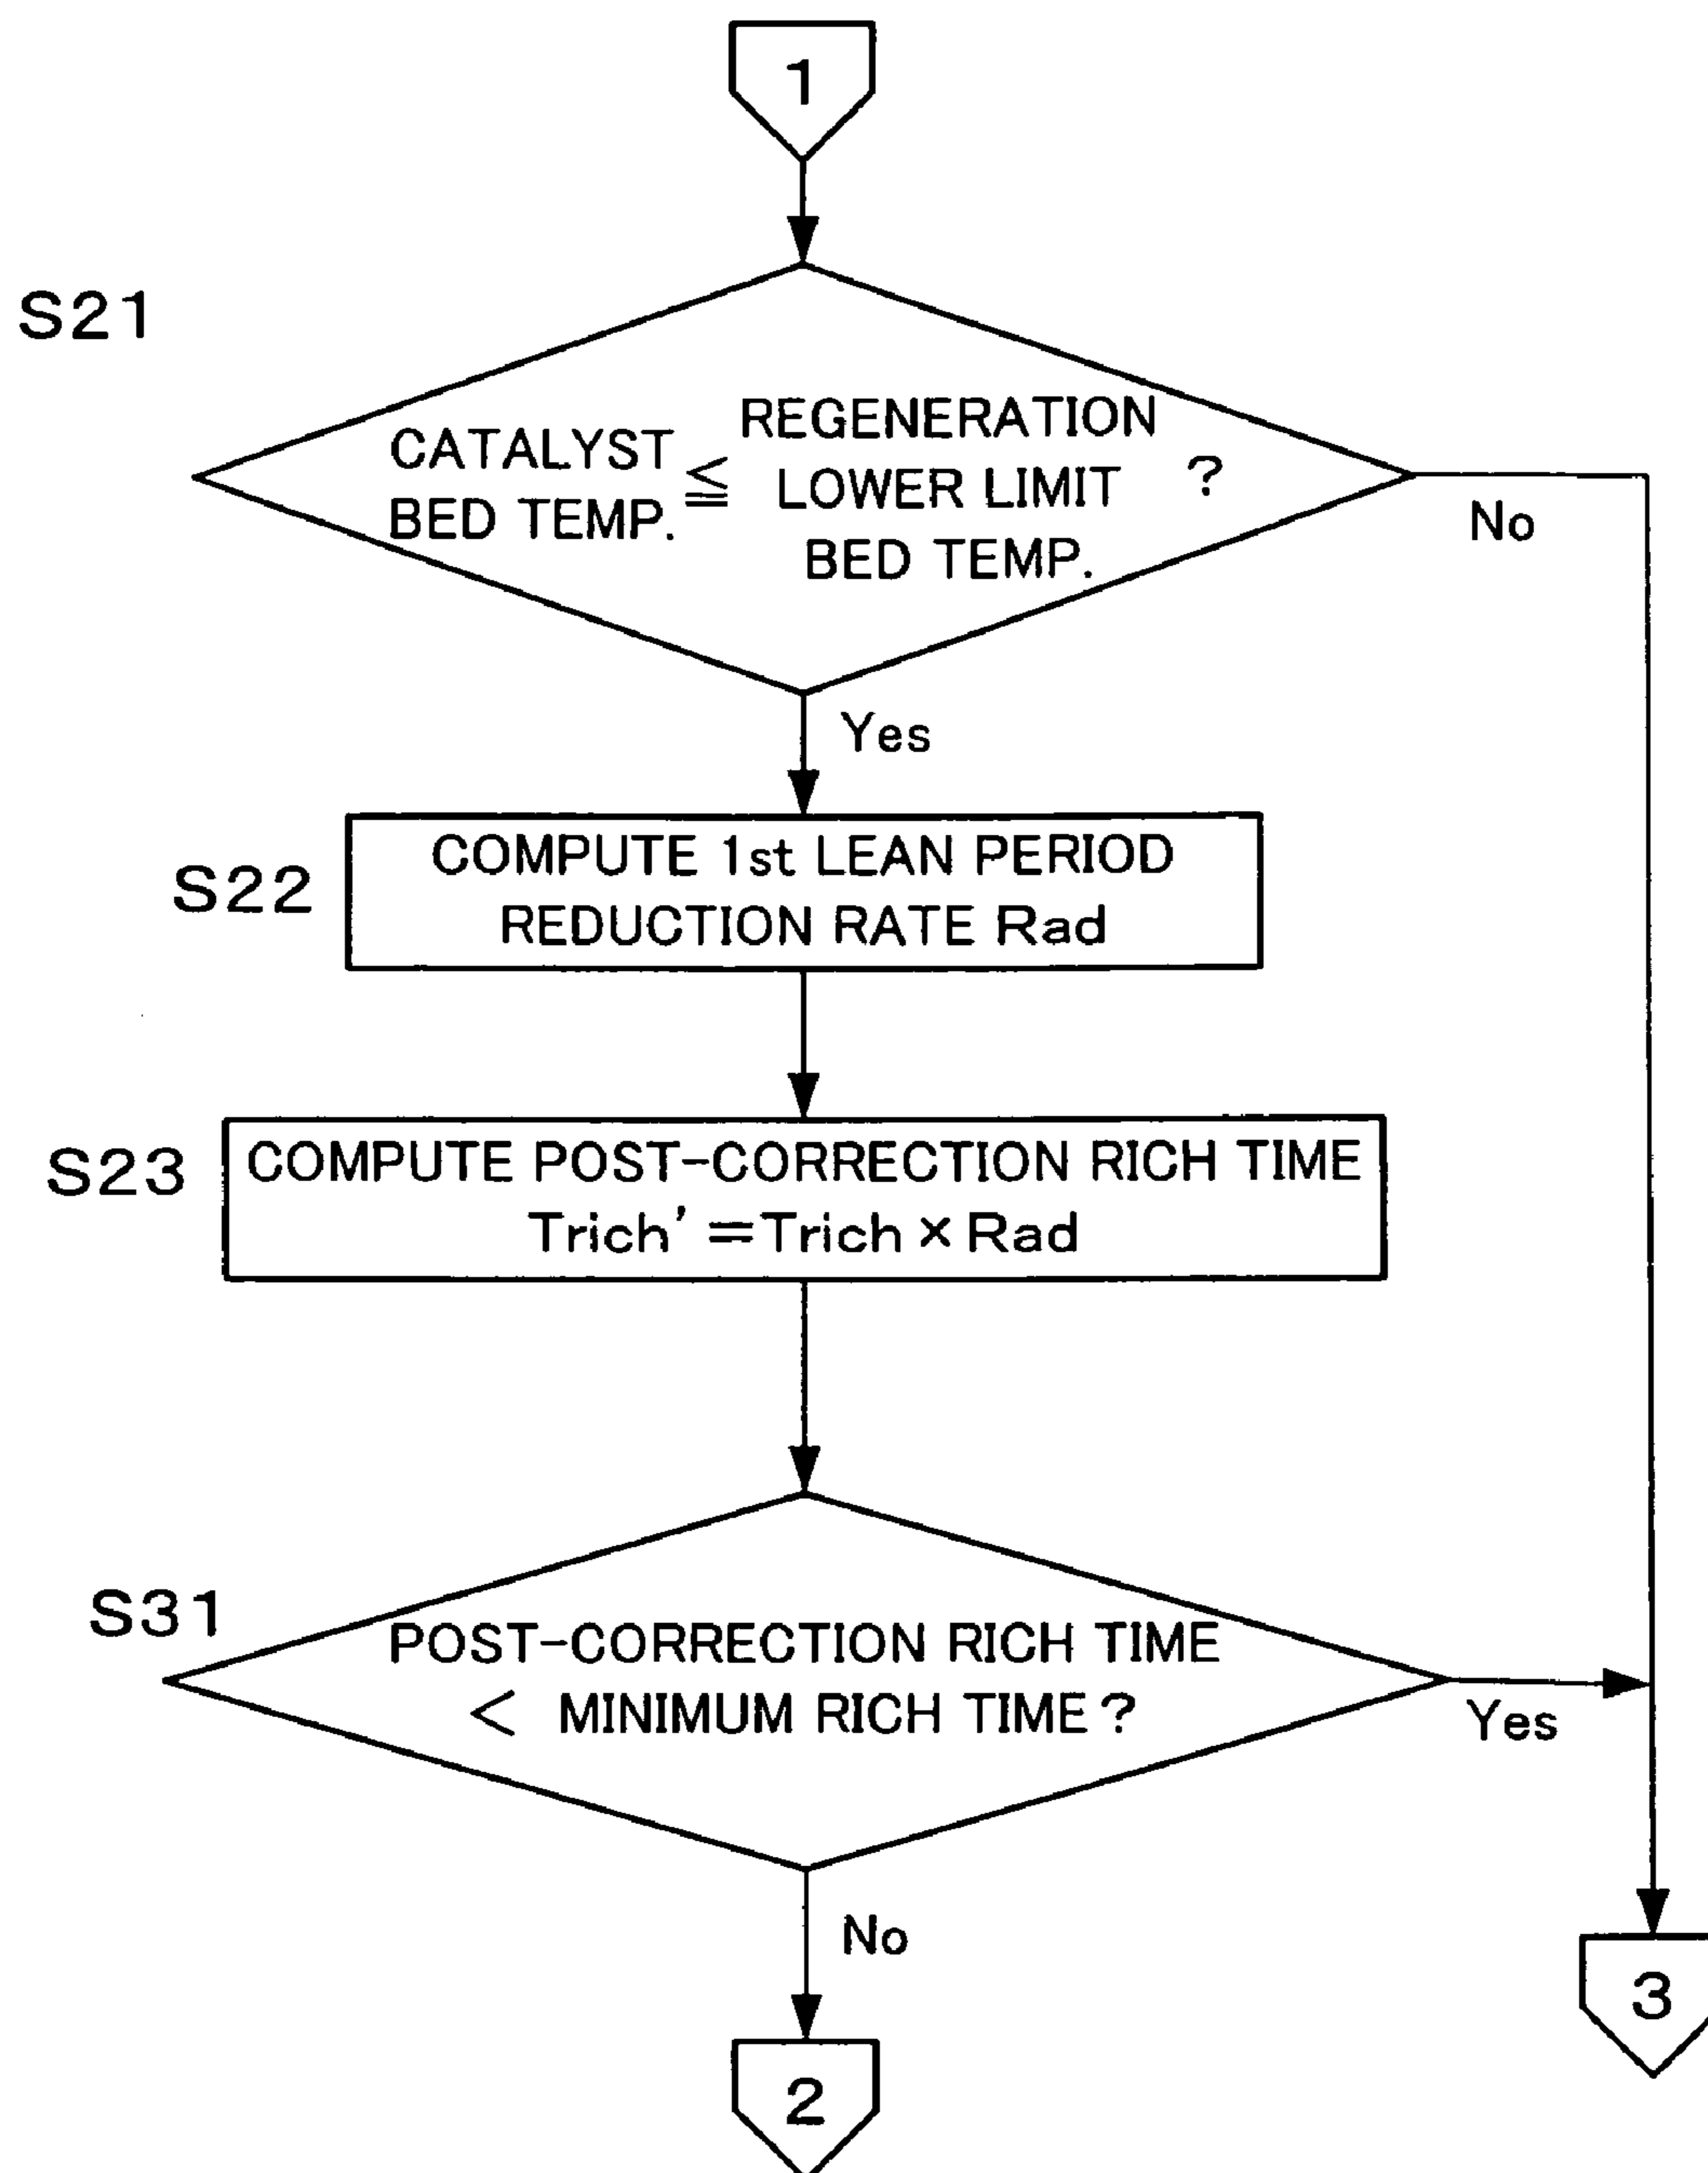 1
S21
CATALYST
BED TEMP.
≦
REGENERATION
LOWER LIMIT
BED TEMP.
?
No
Yes
S22
COMPUTE 1st LEAN PERIOD
REDUCTION RATE Rad
S23
COMPUTE POST-CORRECTION RICH TIME
Trich' =Trich × Rad
S31
POST-CORRECTION RICH TIME
< MINIMUM RICH TIME ?
Yes
No
3
2